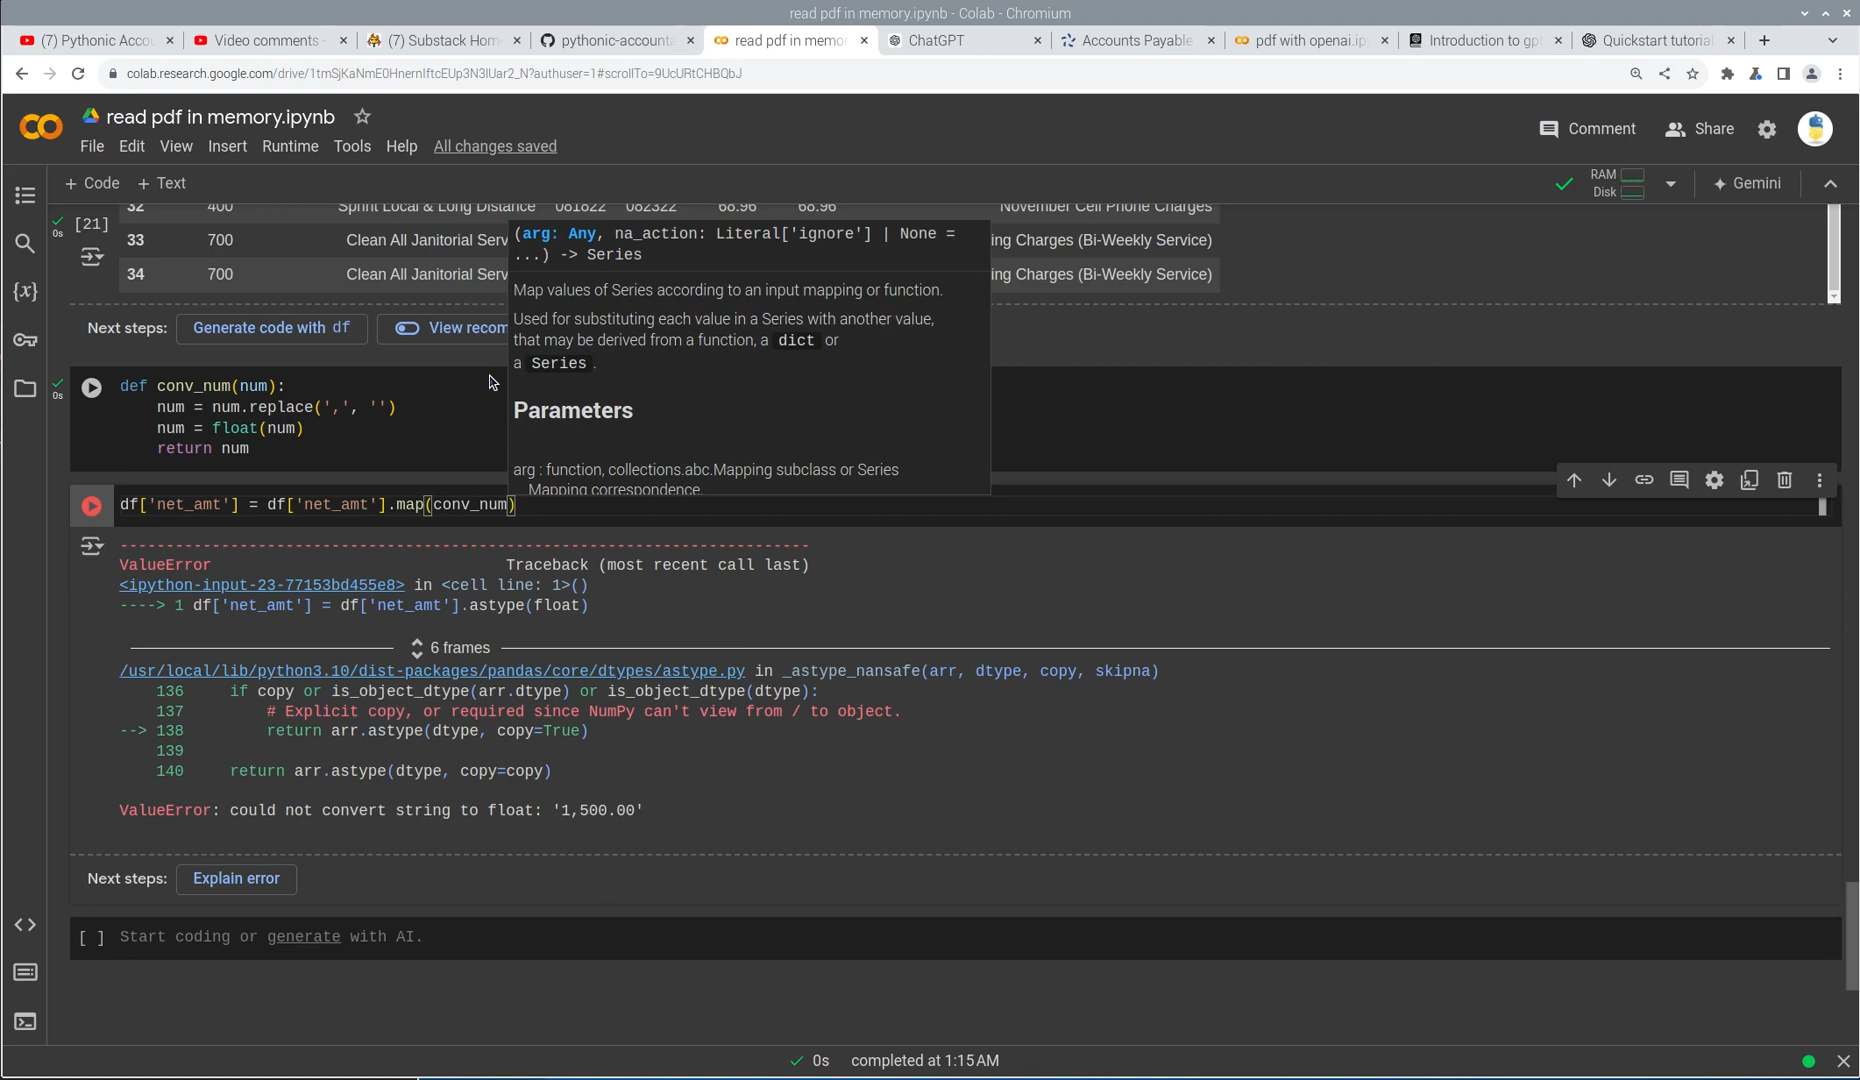 read pdf in memory.ipynb - Colab - Chromium
(7) Pythonic Accou
Video comments -
(7) Substack Hom
pythonic-accounta
read pdf in memor
ChatGPT
Accounts Payable
pdf with openai.ip
Introduction to gpt
Quickstart tutorial
colab.research.google.com/drive/1tmSjKaNmE0HnernIftcEUp3N3IUar2_N?authuser=1#scrollTo=9UcURtCHBQbJ
read pdf in memory.ipynb
File Edit View Insert Runtime Tools Help All changes saved
Comment
Share
+ Code + Text
RAM
Disk
Gemini
32 400 Sprint Local & Long Distance 081822 082322 68.96 68.96 November Cell Phone Charges
[21]
0s
33 700 Clean All Janitorial Serv ing Charges (Bi-Weekly Service)
34 700 Clean All Janitorial Serv ing Charges (Bi-Weekly Service)
(arg: Any, na_action: Literal['ignore'] | None =
...) -> Series
Map values of Series according to an input mapping or function.
Used for substituting each value in a Series with another value,
that may be derived from a function, a dict or
a Series.
Parameters
arg : function, collections.abc.Mapping subclass or Series
Mapping correspondence.
Next steps: Generate code with df View recom
0s
def conv_num(num):
num = num.replace(',', '')
num = float(num)
return num
df['net_amt'] = df['net_amt'].map(conv_num)
---------------------------------------------------------------------------
ValueError Traceback (most recent call last)
<ipython-input-23-77153bd455e8> in <cell line: 1>()
----> 1 df['net_amt'] = df['net_amt'].astype(float)
6 frames
/usr/local/lib/python3.10/dist-packages/pandas/core/dtypes/astype.py in _astype_nansafe(arr, dtype, copy, skipna)
136 if copy or is_object_dtype(arr.dtype) or is_object_dtype(dtype):
137 # Explicit copy, or required since NumPy can't view from / to object.
--> 138 return arr.astype(dtype, copy=True)
139
140 return arr.astype(dtype, copy=copy)
ValueError: could not convert string to float: '1,500.00'
Next steps: Explain error
[ ] Start coding or generate with AI.
0s completed at 1:15 AM